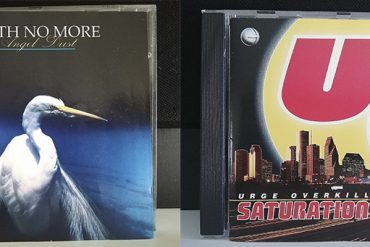 TH NO MORE
Angel Dust
U
URGE OVERKILL
SATURATION